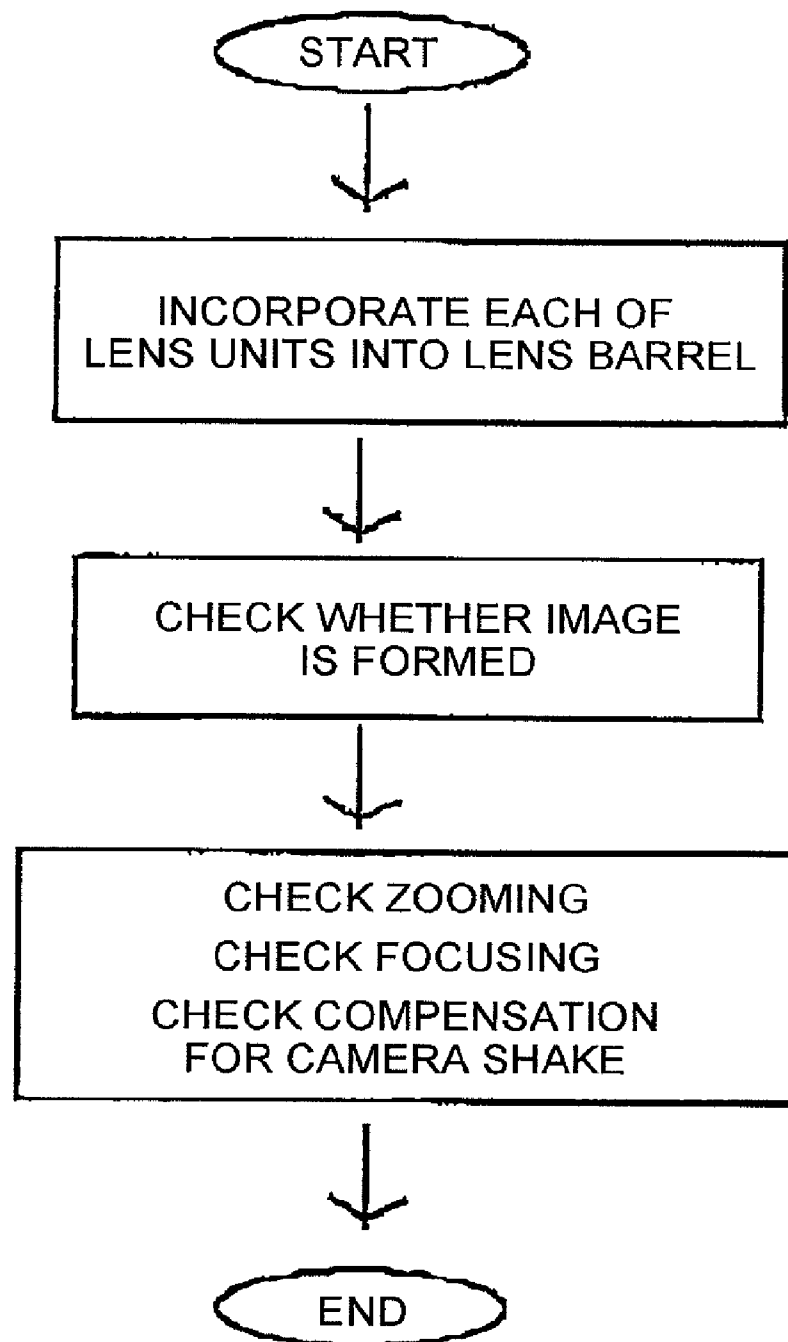 START
INCORPORATE EACH OF
LENS UNITS INTO LENS BARREL
CHECK WHETHER IMAGE
IS FORMED
CHECK ZOOMING
CHECK FOCUSING
CHECK COMPENSATION
FOR CAMERA SHAKE
END